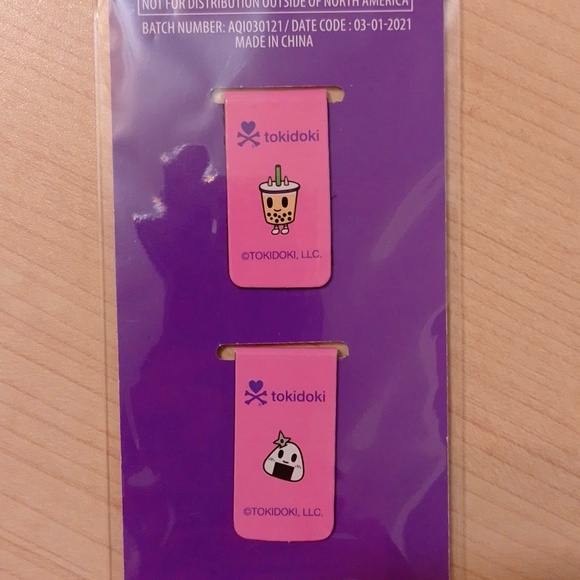 NOT FOR DISTRIBUTION OUTSIDE OF NORTH AMERICA
BATCH NUMBER: AQI030121 / DATE CODE : 03-01-2021
MADE IN CHINA
tokidoki
©TOKIDOKI, LLC.
tokidoki
©TOKIDOKI, LLC.